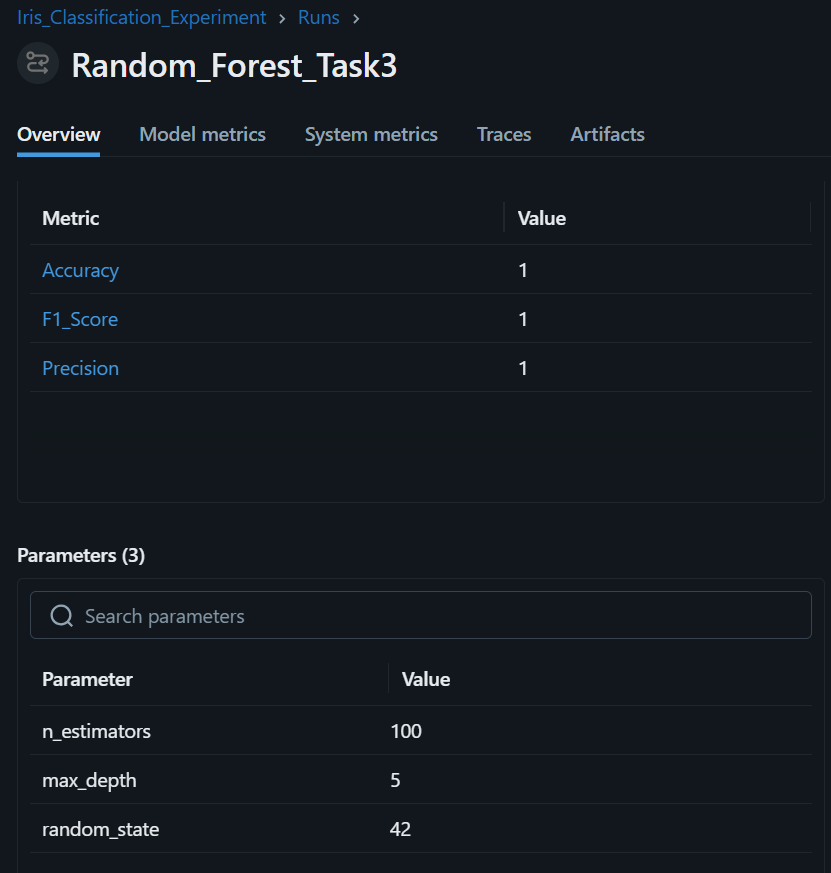 Iris_Classification_Experiment › Runs ›
Random_Forest_Task3
Overview Model metrics System metrics Traces Artifacts
Metric Value
Accuracy 1
F1_Score 1
Precision 1
Parameters (3)
Search parameters
Parameter Value
n_estimators 100
max_depth 5
random_state 42